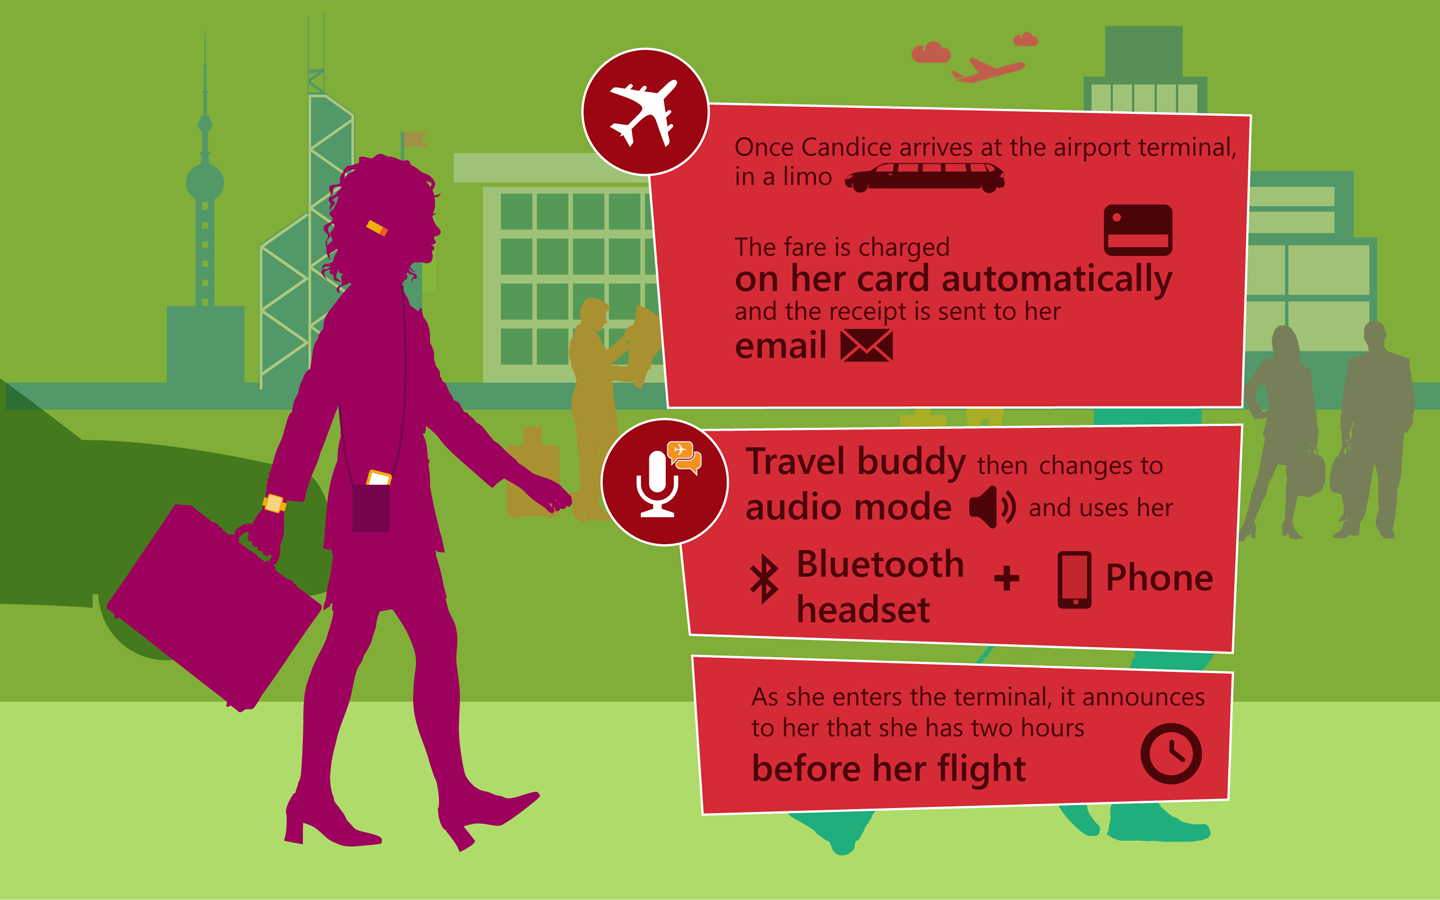 Once Candice arrives at the airport terminal,
in a limo
The fare is charged
on her card automatically
and the receipt is sent to her
email
Travel buddy then changes to
audio mode and uses her
Bluetooth
headset
+ Phone
As she enters the terminal, it announces
to her that she has two hours
before her flight